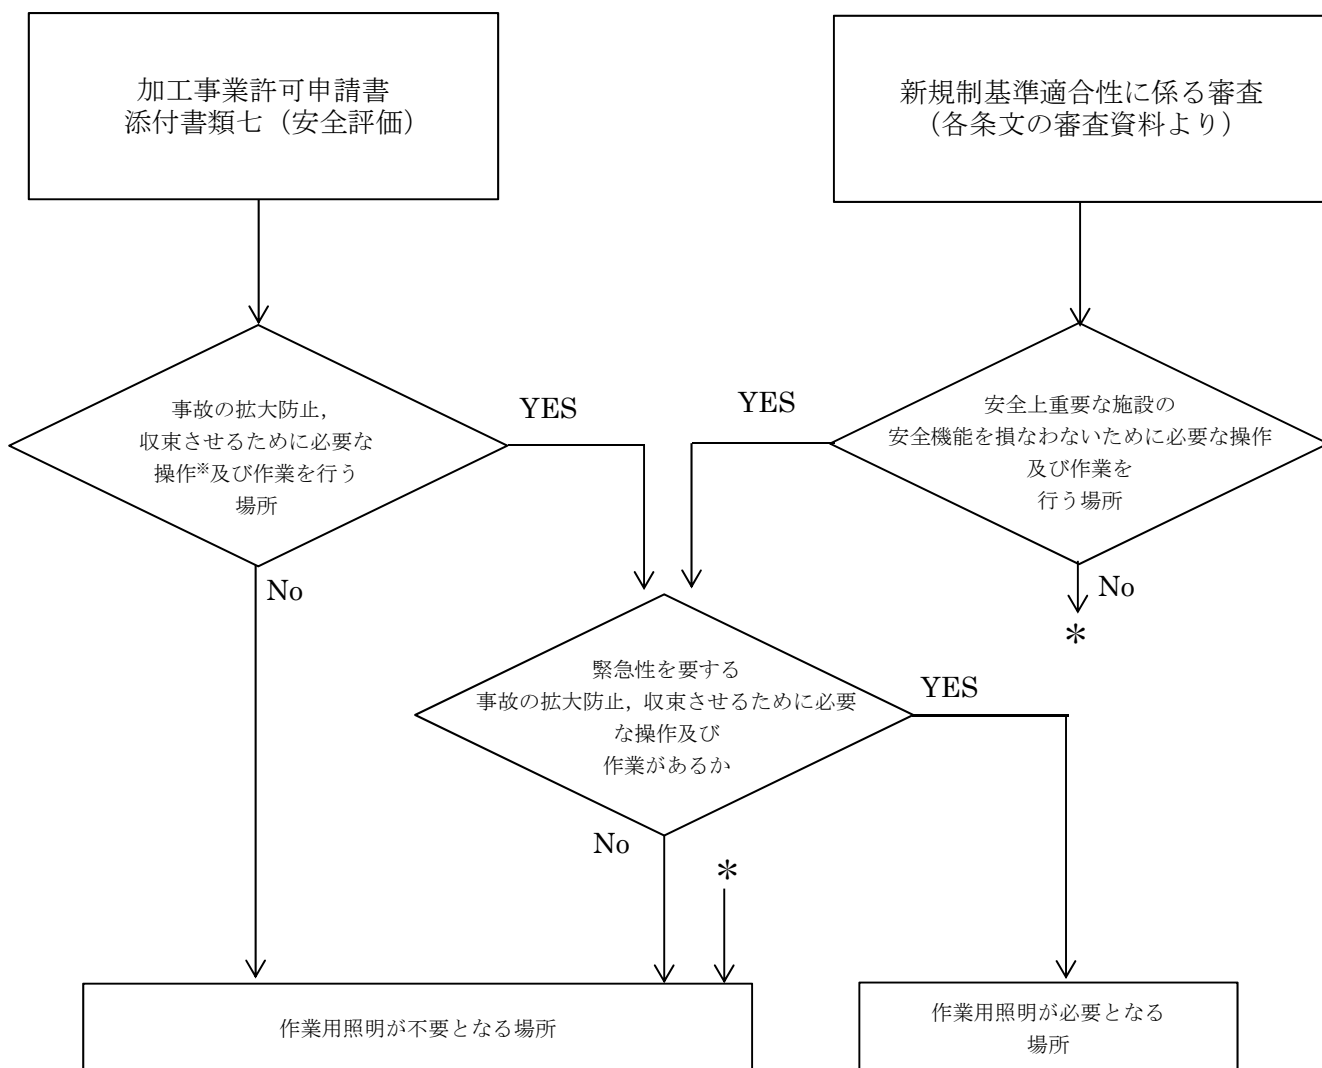 加工事業許可申請書
添付書類七（安全評価）
新規制基準適合性に係る審査
（各条文の審査資料より）
事故の拡大防止，
収束させるために必要な
操作※及び作業を行う
場所
YES
YES
安全上重要な施設の
安全機能を損なわないために必要な操作
及び作業を
行う場所
No
No
＊
緊急性を要する
事故の拡大防止，収束させるために必要
な操作及び
作業があるか
YES
No
＊
作業用照明が不要となる場所
作業用照明が必要となる
場所